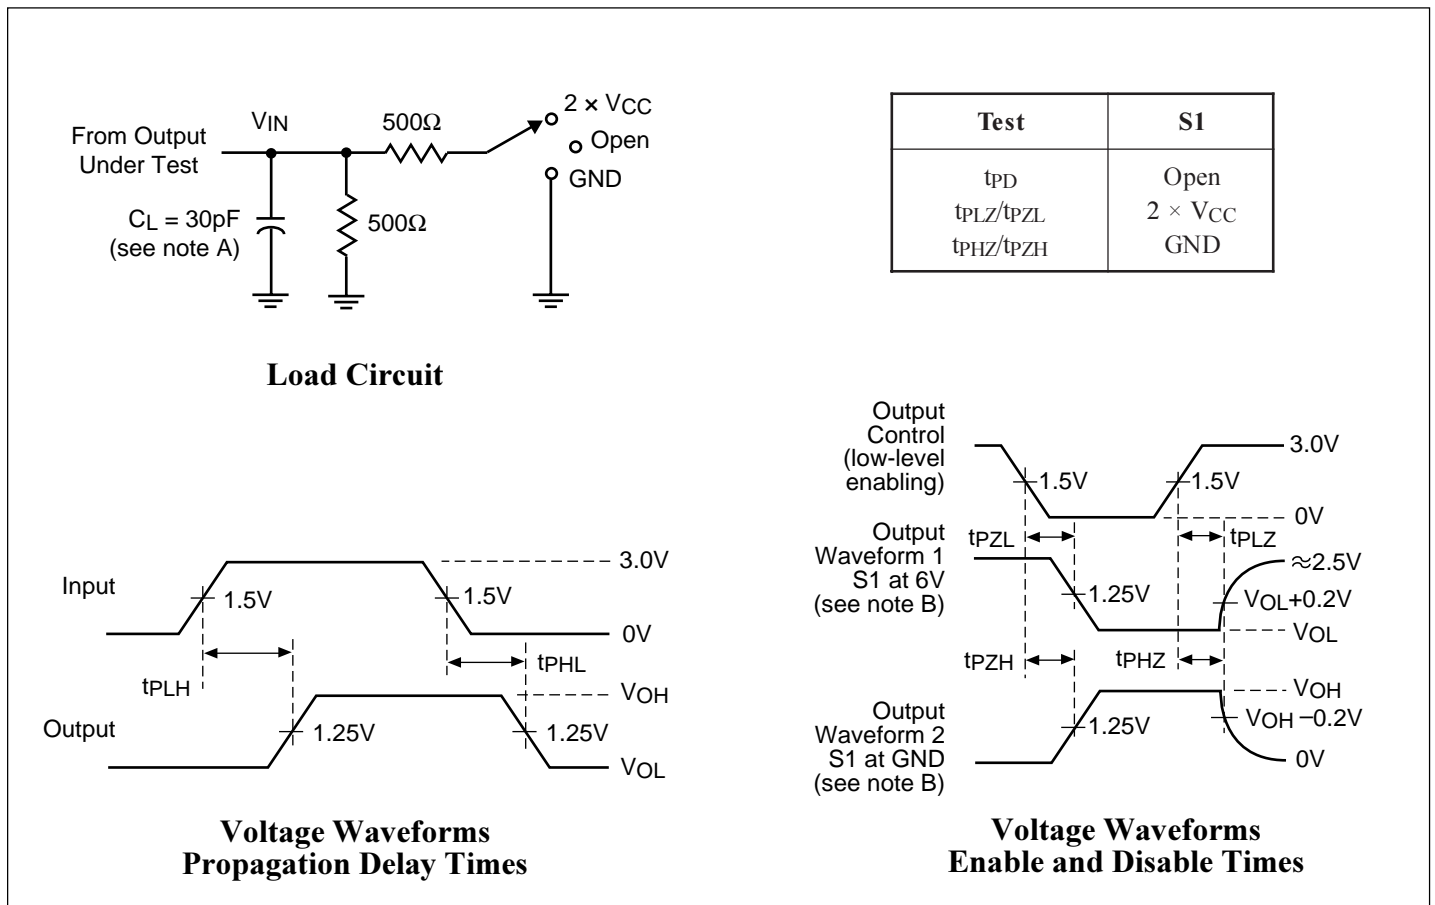 From Output
Under Test
VIN
500Ω
2 × VCC
Open
GND
CL = 30pF
(see note A)
500Ω
Load Circuit
Test S1
tPD Open
tPLZ/tPZL 2 × VCC
tPHZ/tPZH GND
Input
1.5V
1.5V
3.0V
0V
tPLH
tPHL
Output
1.25V
1.25V
VOH
VOL
Voltage Waveforms
Propagation Delay Times
Output
Control
(low-level
enabling)
1.5V
1.5V
3.0V
0V
Output
Waveform 1
S1 at 6V
(see note B)
tPZL
tPLZ
1.25V
≈2.5V
VOL+0.2V
VOL
tPZH
tPHZ
Output
Waveform 2
S1 at GND
(see note B)
1.25V
VOH
VOH −0.2V
0V
Voltage Waveforms
Enable and Disable Times